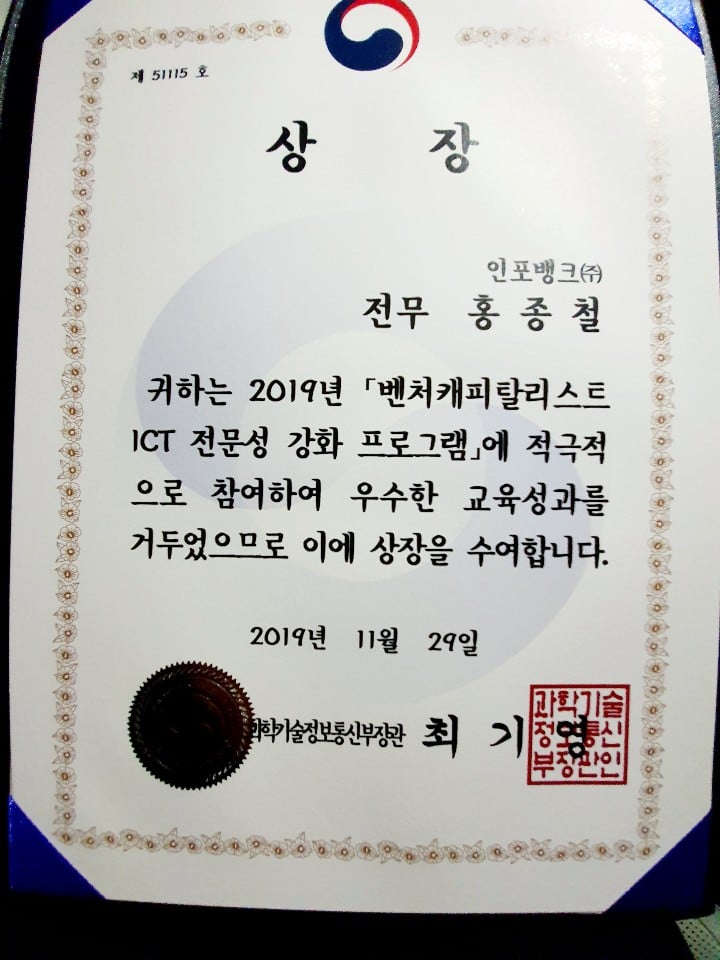 제 51115 호
상 장
인포뱅크㈜
전무 홍 종 철
귀하는 2019년 「벤처캐피탈리스트
ICT 전문성 강화 프로그램」에 적극적
으로 참여하여 우수한 교육성과를
거두었으므로 이에 상장을 수여합니다.
2019년 11월 29일
과학기술정보통신부장관 최 기 영
과학기술
정보통신
부장관인